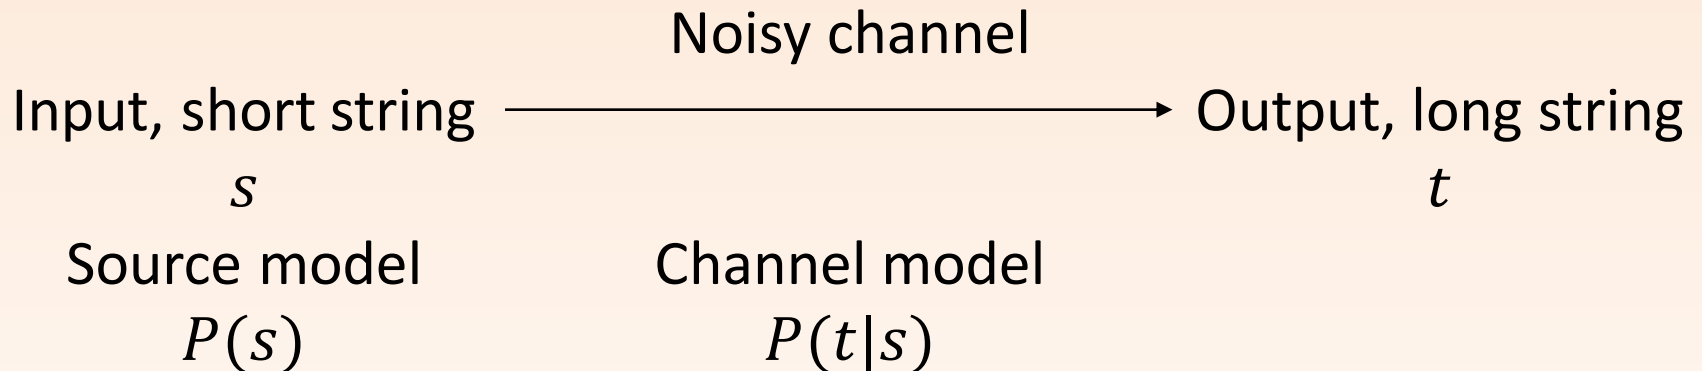 Noisy channel
Input, short string Output, long string
s t
Source model Channel model
P(s) P(t|s)